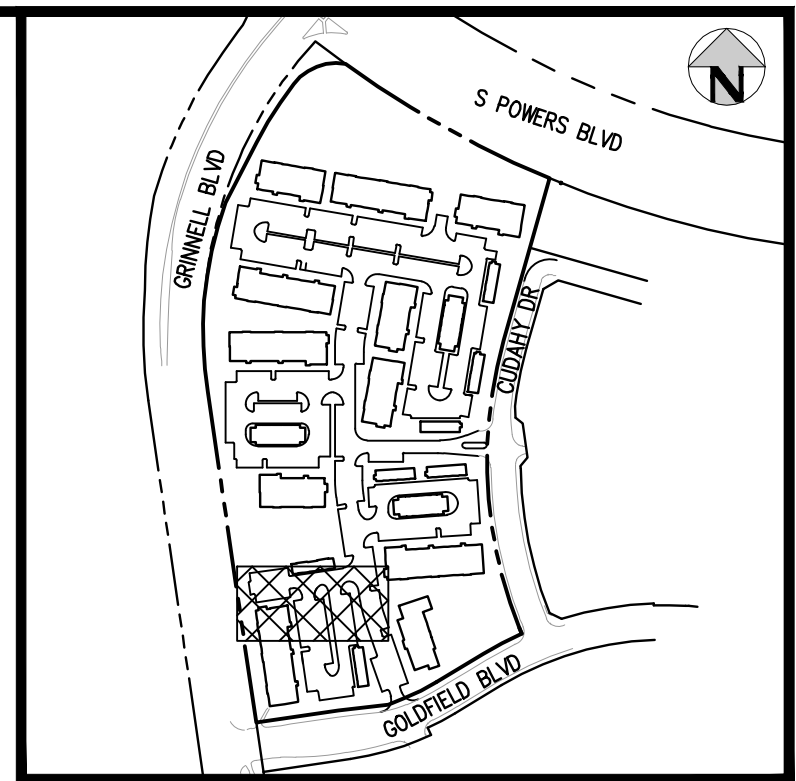 N
S POWERS BLVD
GRINNELL BLVD
CUDAHY DR
GOLDFIELD BLVD